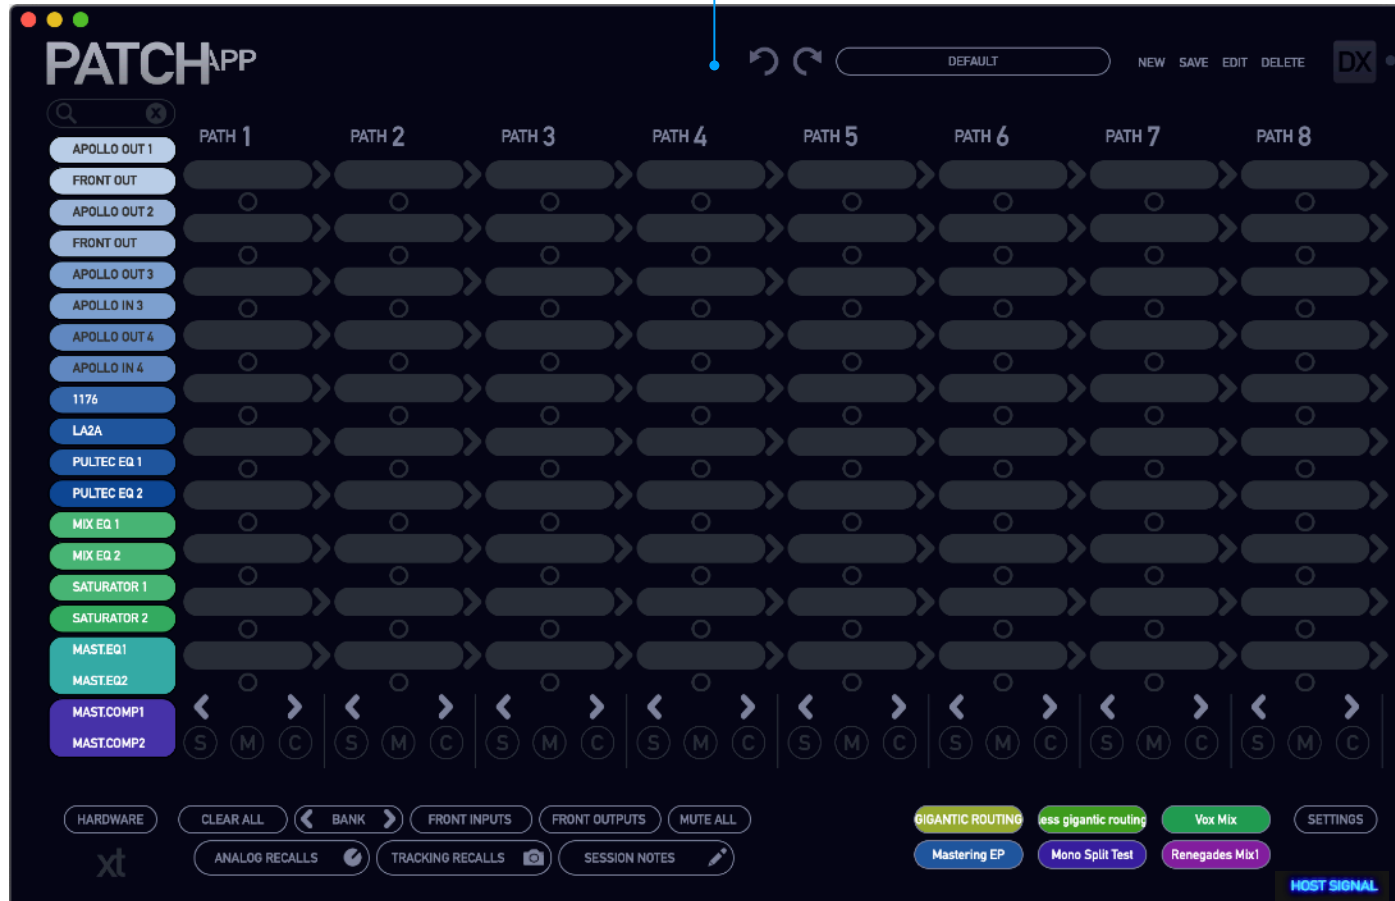 PATCHAPP
DEFAULT
NEW SAVE EDIT DELETE
DX
PATH 1 PATH 2 PATH 3 PATH 4 PATH 5 PATH 6 PATH 7 PATH 8
APOLLO OUT 1
FRONT OUT
APOLLO OUT 2
FRONT OUT
APOLLO OUT 3
APOLLO IN 3
APOLLO OUT 4
APOLLO IN 4
1176
LA2A
PULTEC EQ 1
PULTEC EQ 2
MIX EQ 1
MIX EQ 2
SATURATOR 1
SATURATOR 2
MAST.EQ1
MAST.EQ2
MAST.COMP1
MAST.COMP2
S M C S M C S M C S M C S M C S M C S M C S M C
HARDWARE CLEAR ALL BANK FRONT INPUTS FRONT OUTPUTS MUTE ALL GIGANTIC ROUTING ess gigantic routing Vox Mix SETTINGS
xt ANALOG RECALLS TRACKING RECALLS SESSION NOTES Mastering EP Mono Split Test Renegades Mix1
HOST SIGNAL